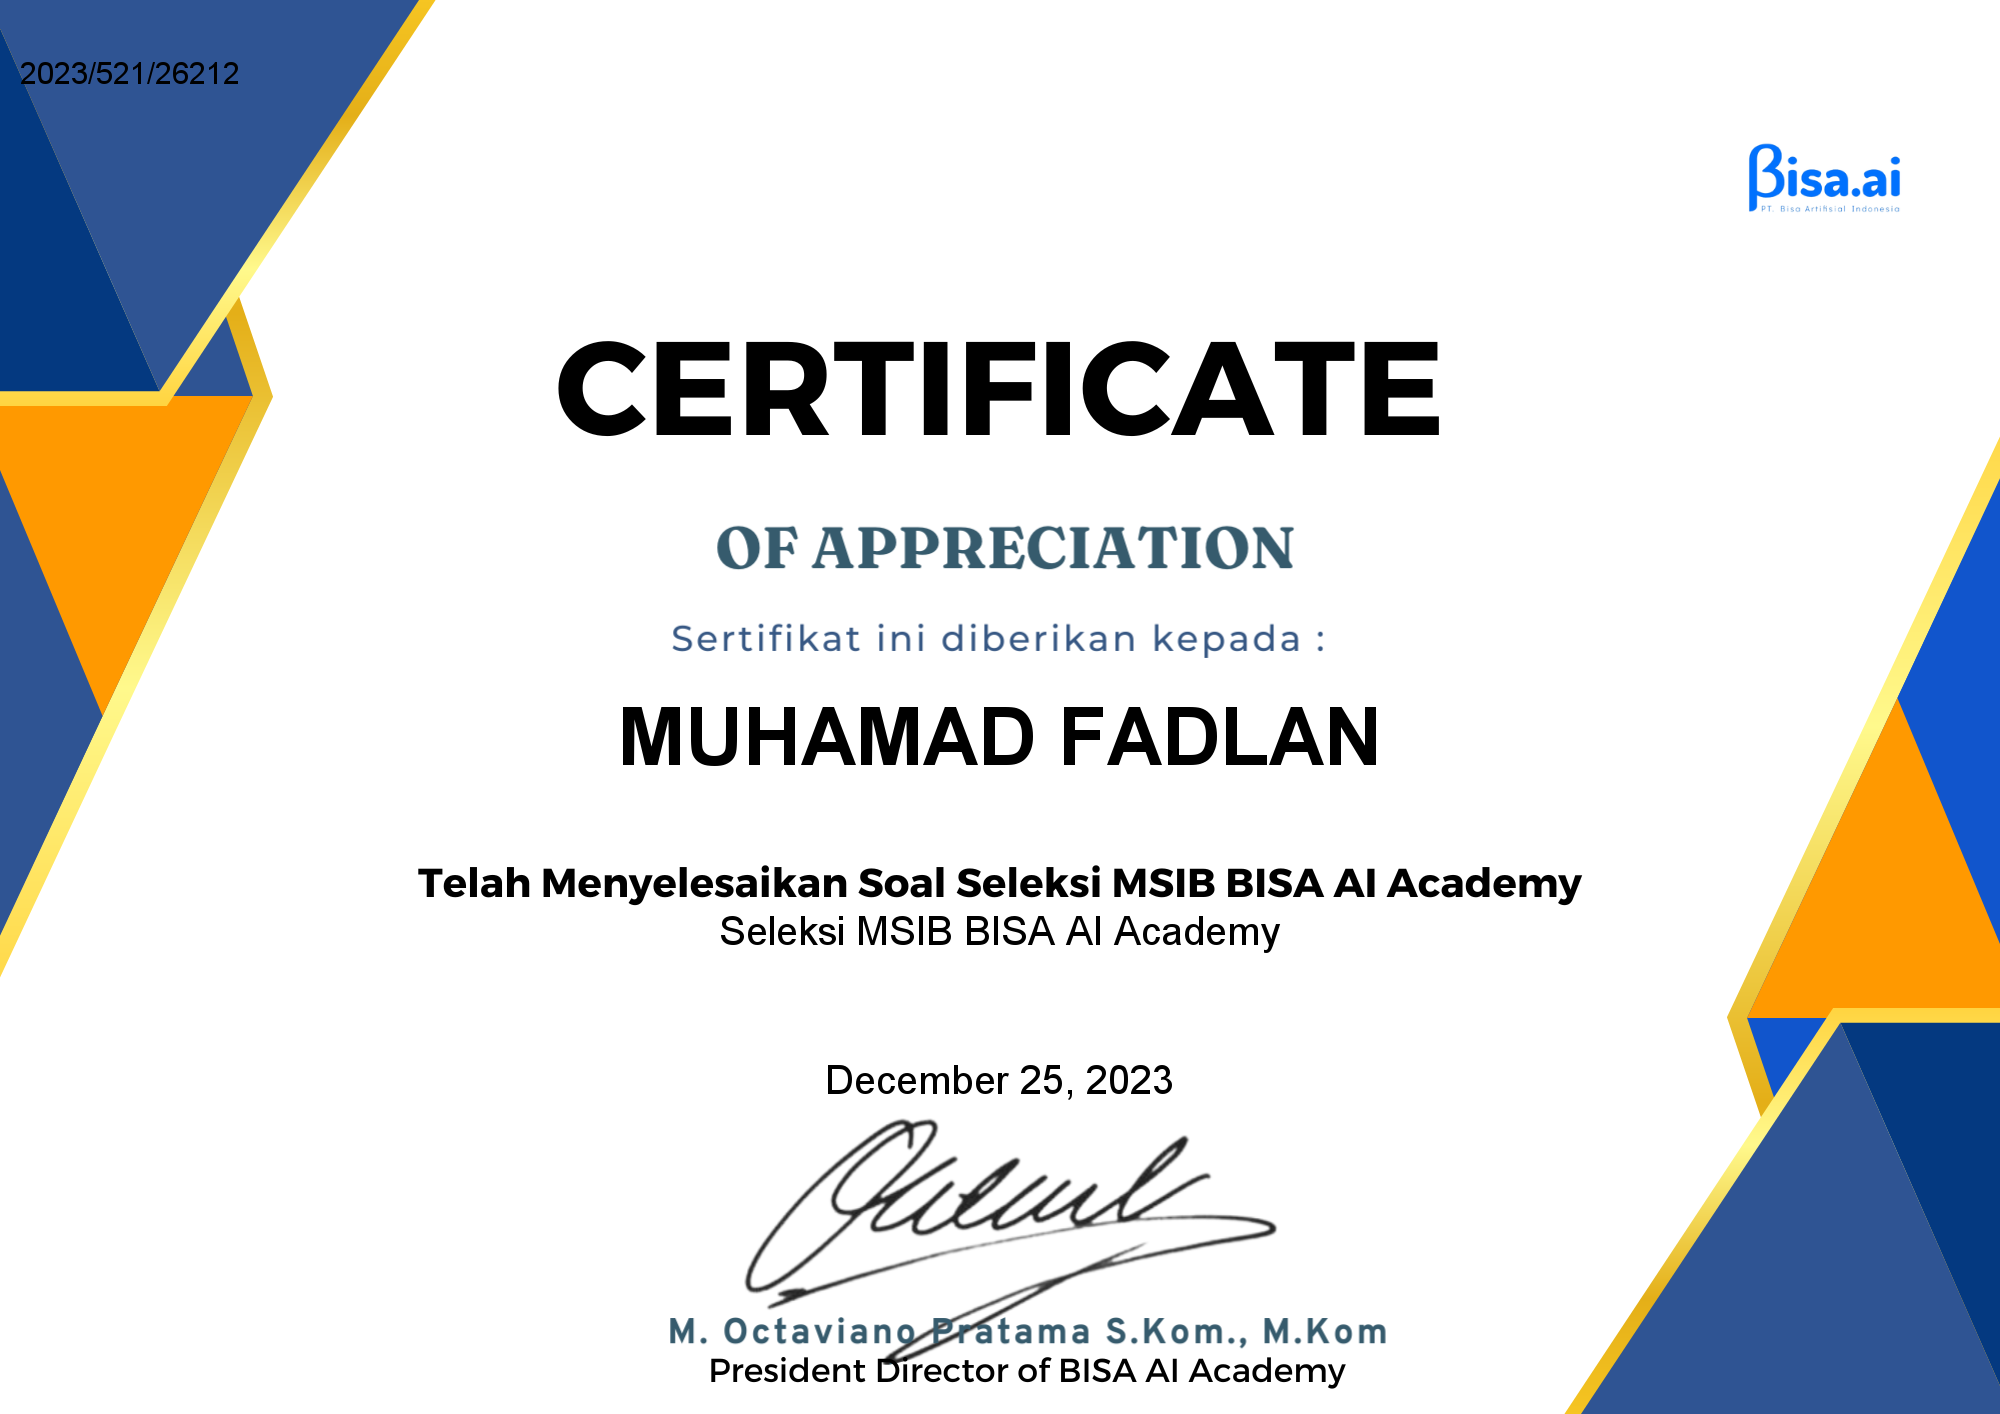 2023/521/26212
Bisa.ai
PT. Bisa Artifisial Indonesia
CERTIFICATE
OF APPRECIATION
Sertifikat ini diberikan kepada :
MUHAMAD FADLAN
Telah Menyelesaikan Soal Seleksi MSIB BISA AI Academy
Seleksi MSIB BISA AI Academy
December 25, 2023
M. Octaviano Pratama S.Kom., M.Kom
President Director of BISA AI Academy